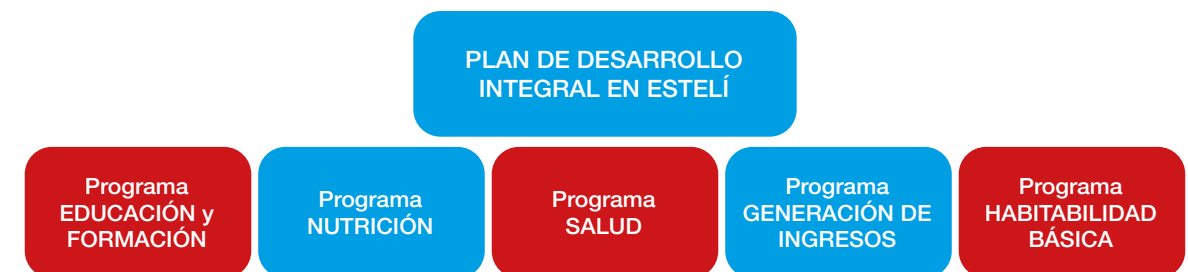 PLAN DE DESARROLLO
INTEGRAL EN ESTELÍ
Programa
EDUCACIÓN y
FORMACIÓN
Programa
NUTRICIÓN
Programa
SALUD
Programa
GENERACIÓN DE
INGRESOS
Programa
HABITABILIDAD
BÁSICA